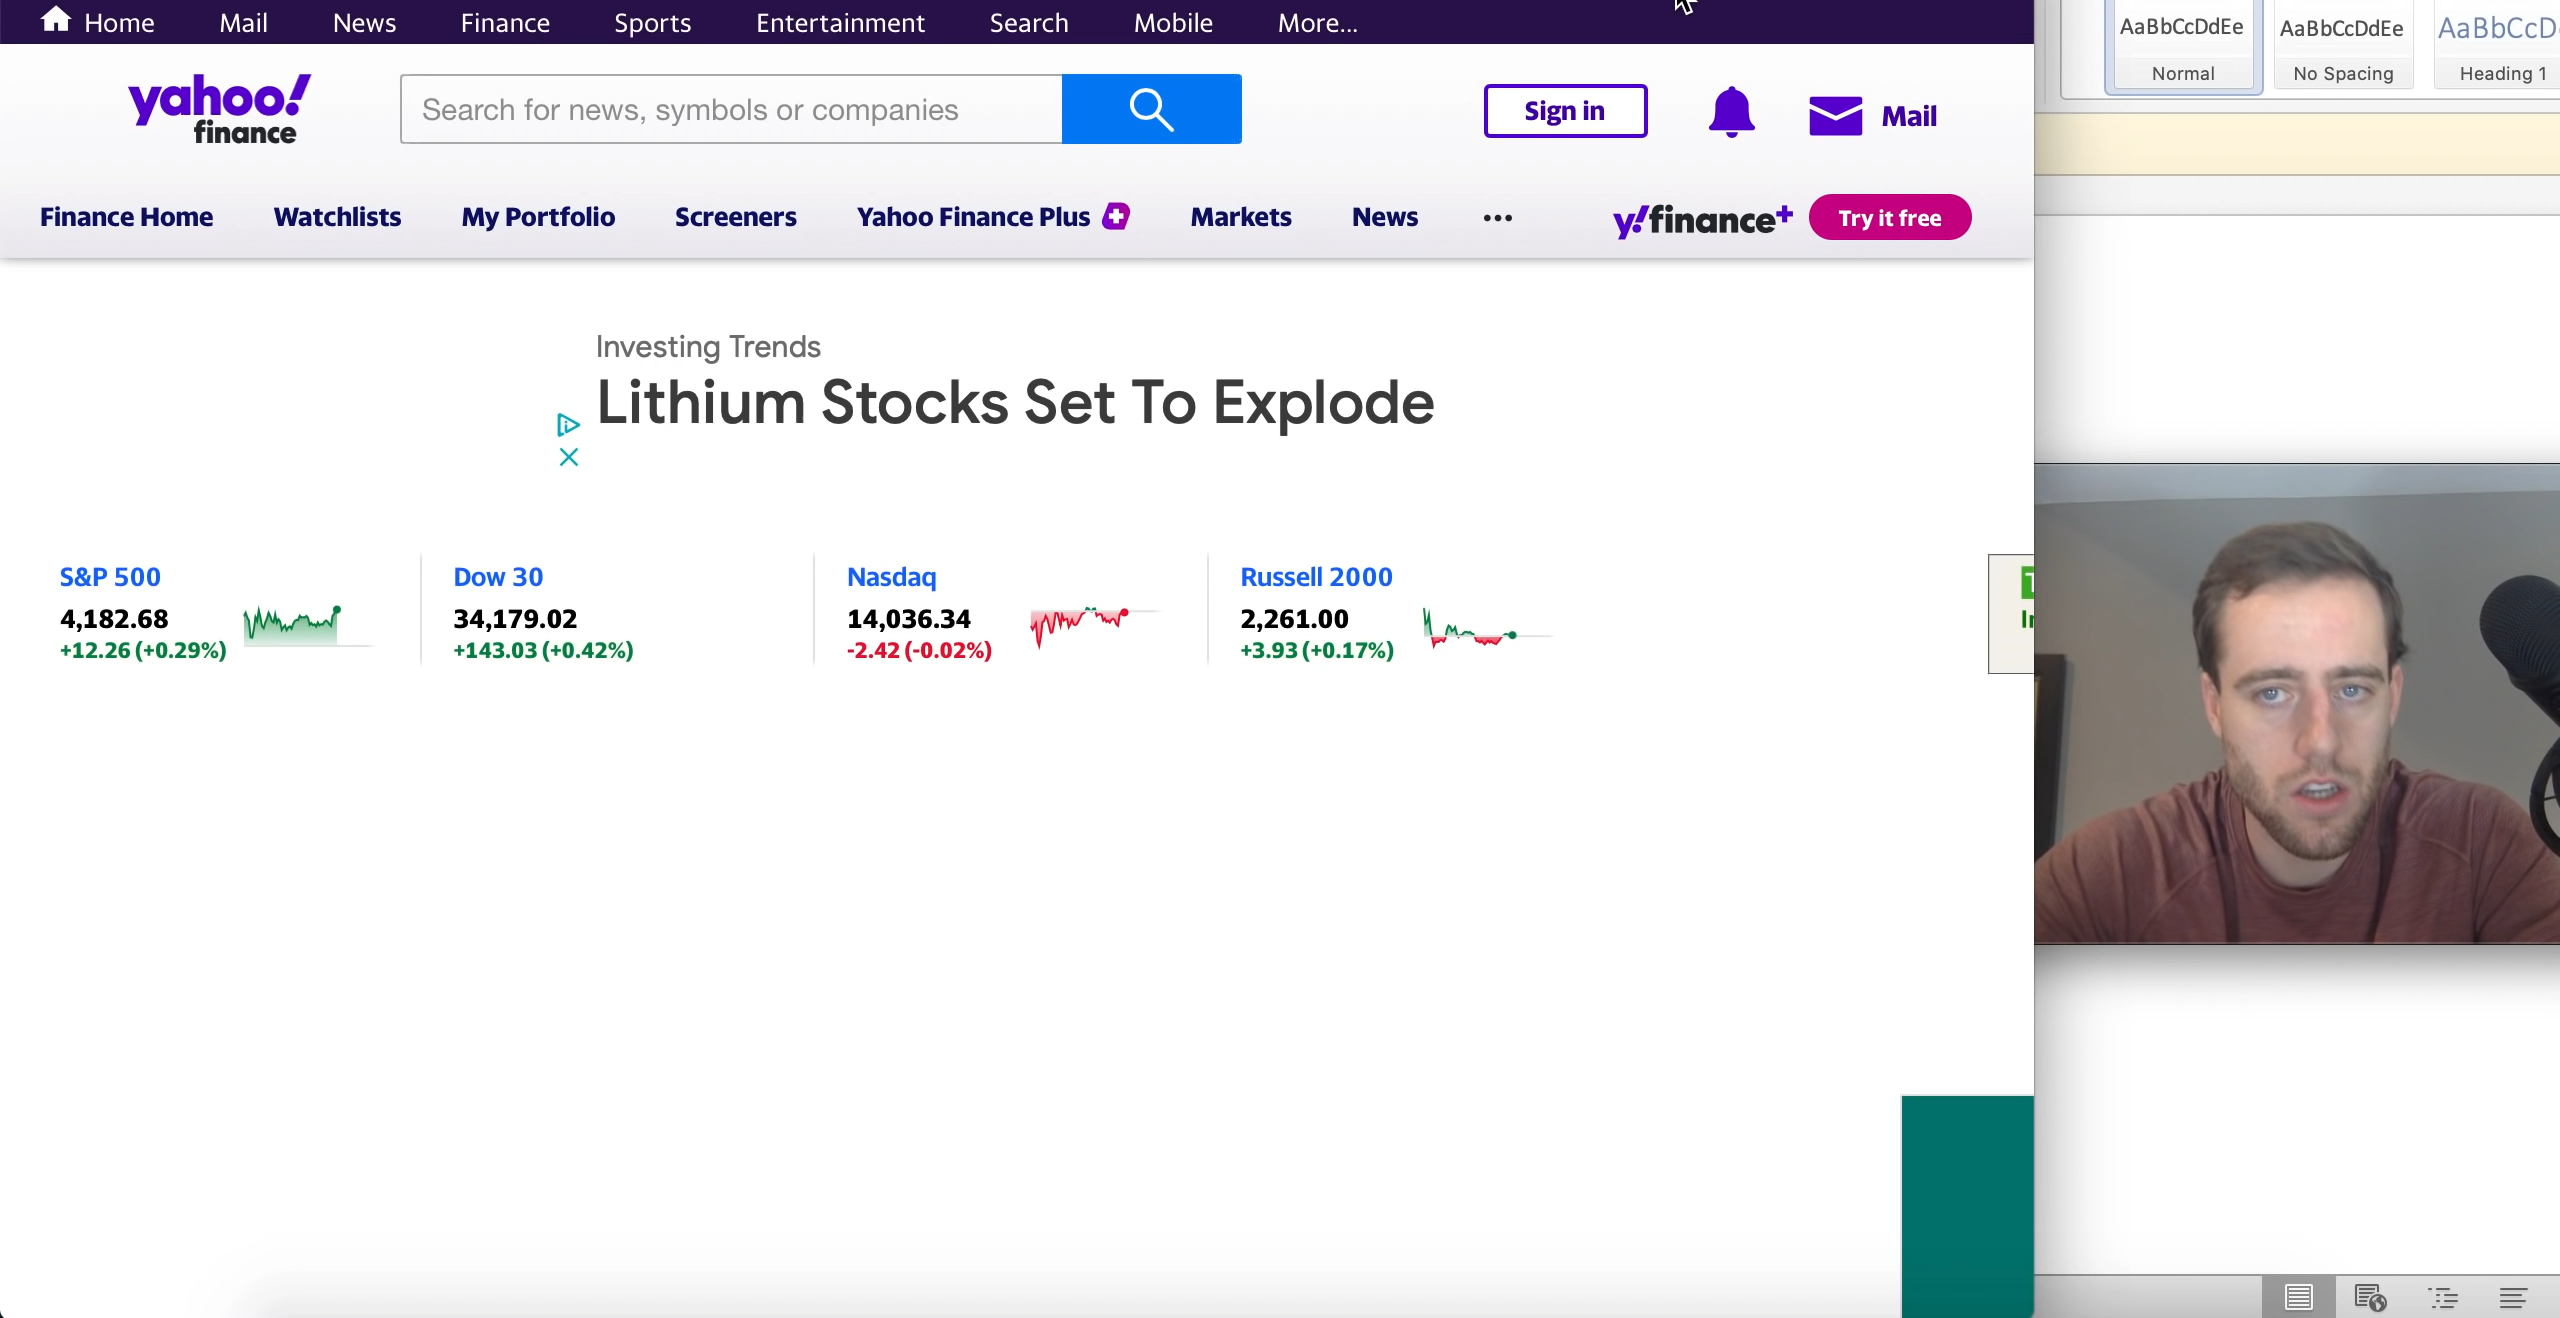 Home Mail News Finance Sports Entertainment Search Mobile More...
yahoo!
finance
Search for news, symbols or companies
Sign in
Mail
Finance Home Watchlists My Portfolio Screeners Yahoo Finance Plus Markets News
y!finance+
Try it free
Investing Trends
Lithium Stocks Set To Explode
S&P 500
4,182.68
+12.26 (+0.29%)
Dow 30
34,179.02
+143.03 (+0.42%)
Nasdaq
14,036.34
-2.42 (-0.02%)
Russell 2000
2,261.00
+3.93 (+0.17%)
AaBbCcDdEe
Normal
AaBbCcDdEe
No Spacing
AaBbCcD
Heading 1